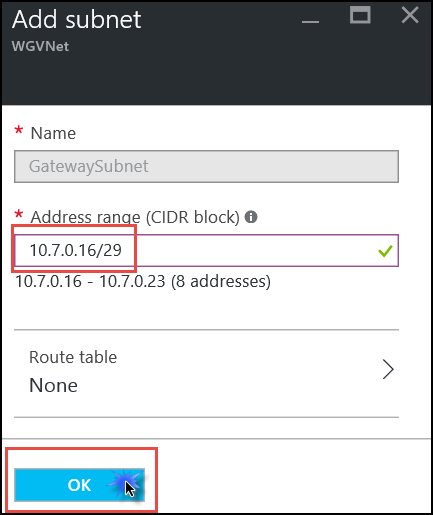 Add subnet
WGVNet
* Name
GatewaySubnet
* Address range (CIDR block)
10.7.0.16/29
10.7.0.16 - 10.7.0.23 (8 addresses)
Route table
None
OK